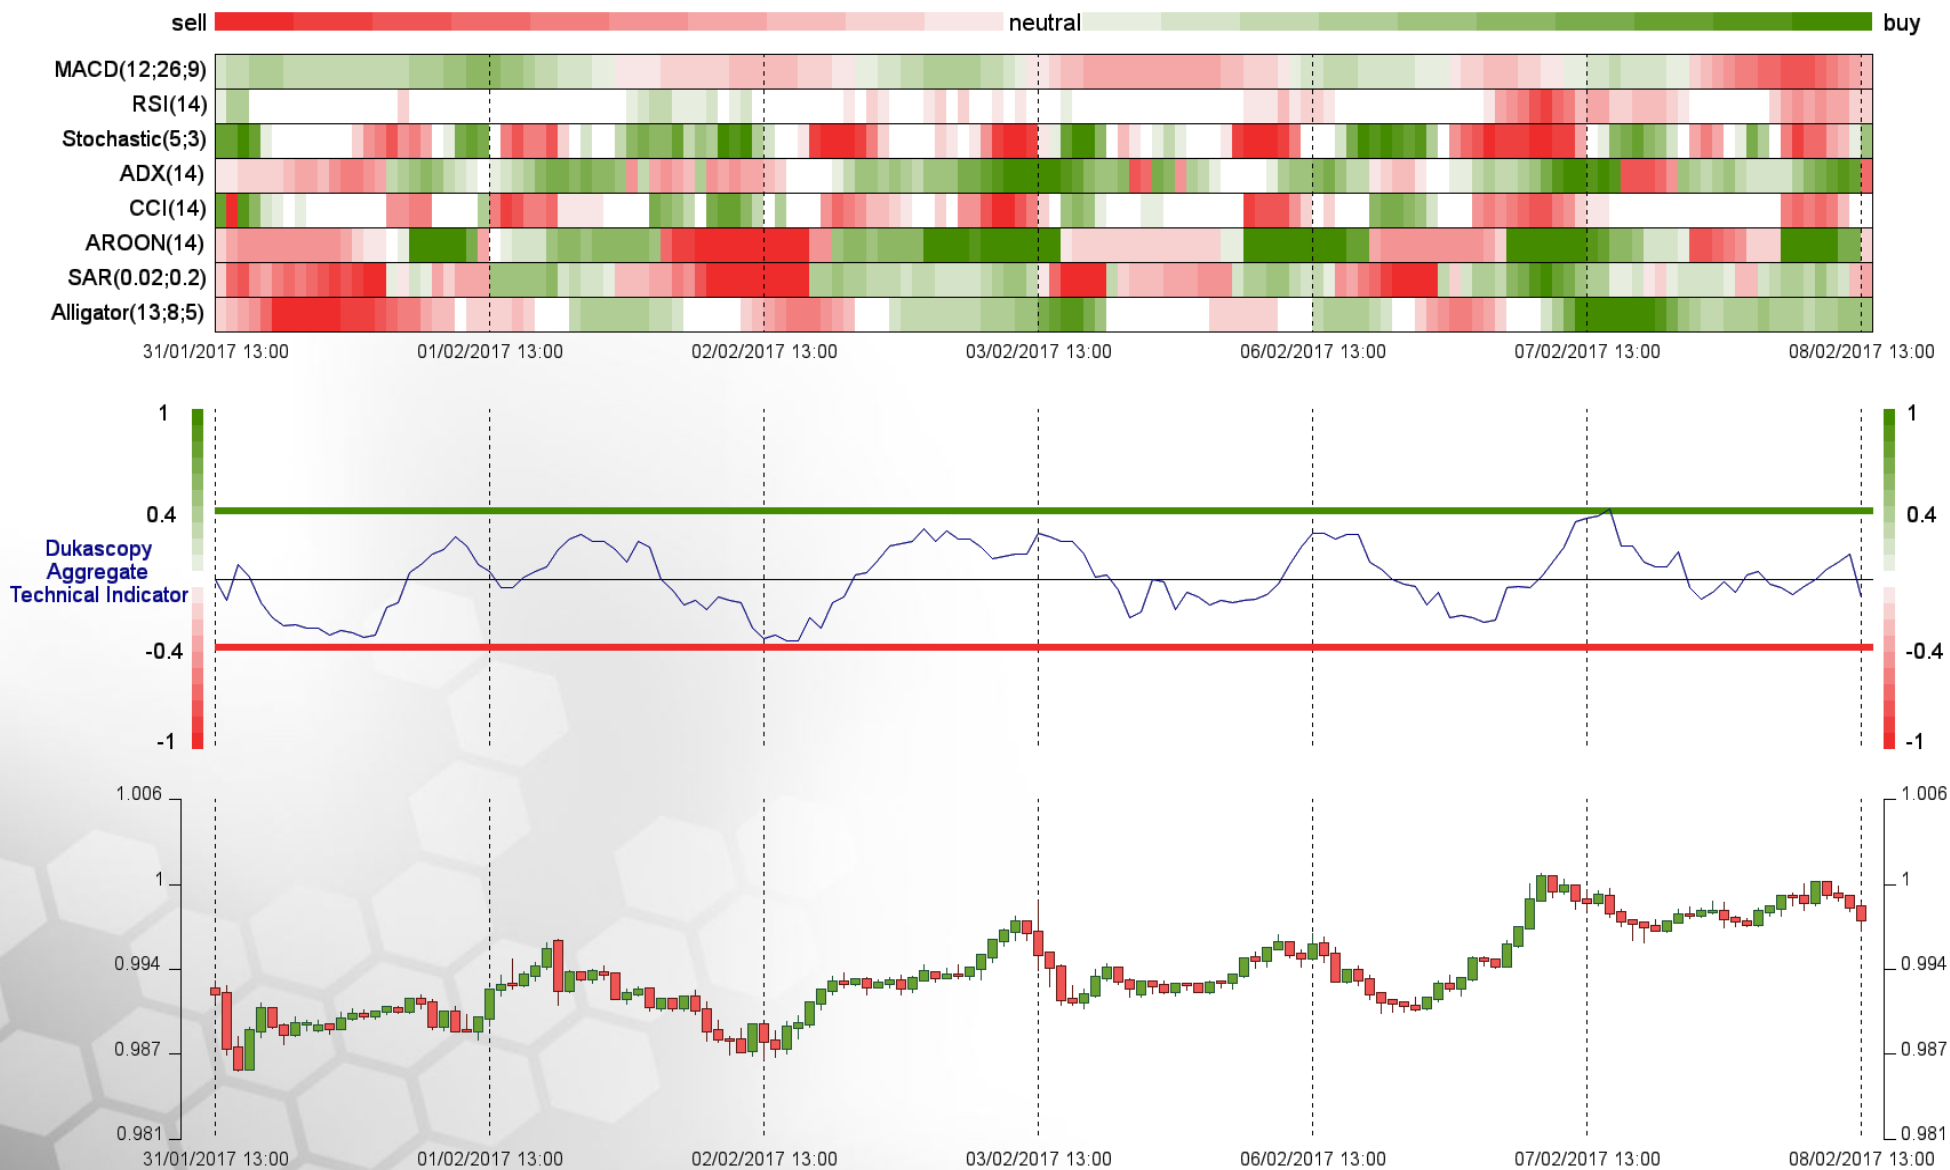 sell neutral buy
MACD(12;26;9)
RSI(14)
Stochastic(5;3)
ADX(14)
CCI(14)
AROON(14)
SAR(0.02;0.2)
Alligator(13;8;5)
31/01/2017 13:00 01/02/2017 13:00 02/02/2017 13:00 03/02/2017 13:00 06/02/2017 13:00 07/02/2017 13:00 08/02/2017 13:00
1 1
0.4 0.4
Dukascopy
Aggregate
Technical Indicator
-0.4 -0.4
-1 -1
1.006 1.006
1 1
0.994 0.994
0.987 0.987
0.981 0.981
31/01/2017 13:00 01/02/2017 13:00 02/02/2017 13:00 03/02/2017 13:00 06/02/2017 13:00 07/02/2017 13:00 08/02/2017 13:00